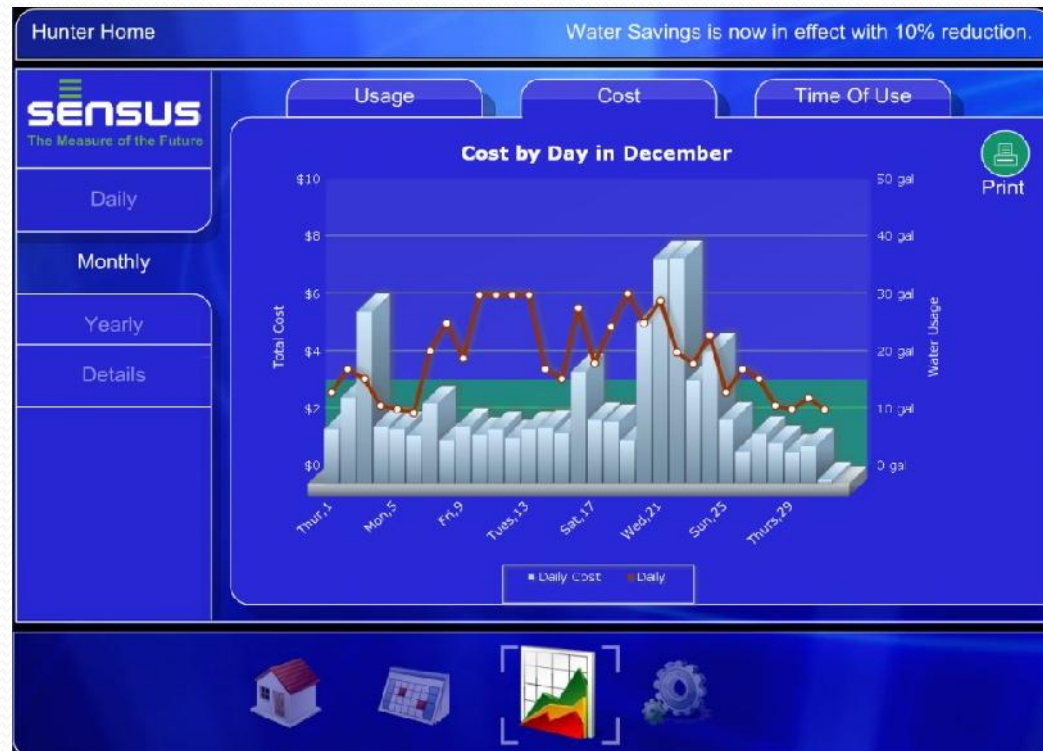 Hunter Home
Water Savings is now in effect with 10% reduction.
sensus
The Measure of the Future
Daily
Monthly
Yearly
Details
Usage
Cost
Time Of Use
Print
Cost by Day in December
$10
$8
$6
$4
$2
$0
Total Cost
50 gal
40 gal
30 gal
20 gal
10 gal
0 gal
Water Usage
Thur,1
Mon,5
Fri,9
Tues,13
Sat,17
Wed,21
Sun,25
Thurs,29
Daily Cost
Daily